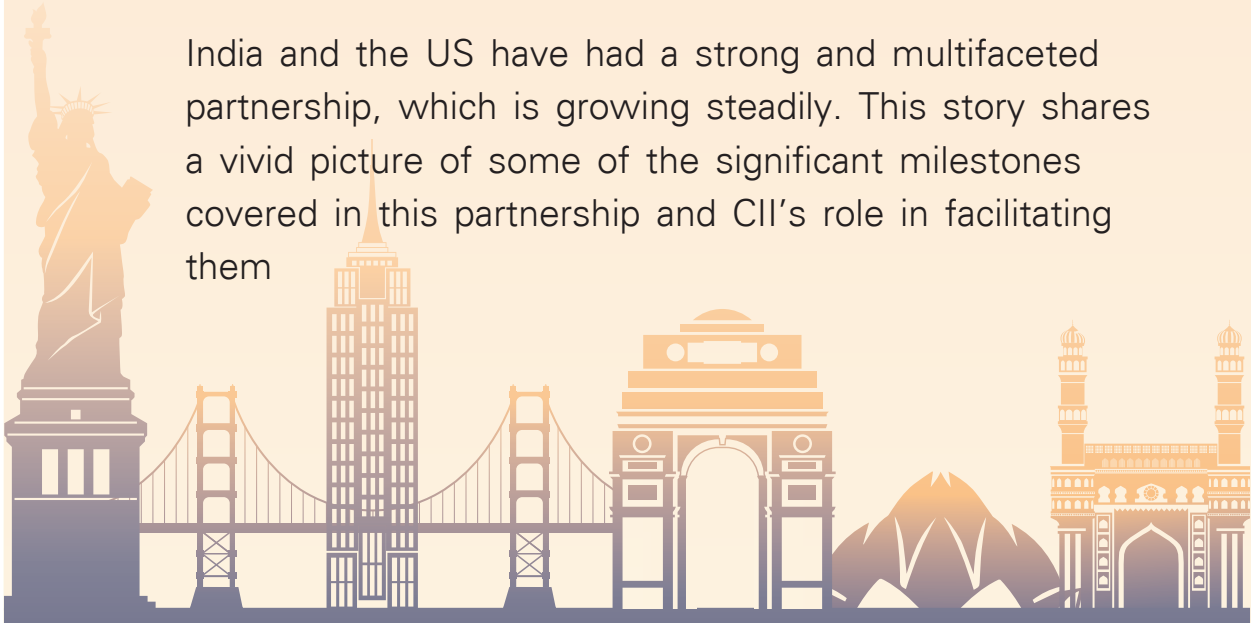 India and the US have had a strong and multifaceted
partnership, which is growing steadily. This story shares
a vivid picture of some of the significant milestones
covered in this partnership and CII’s role in facilitating
them